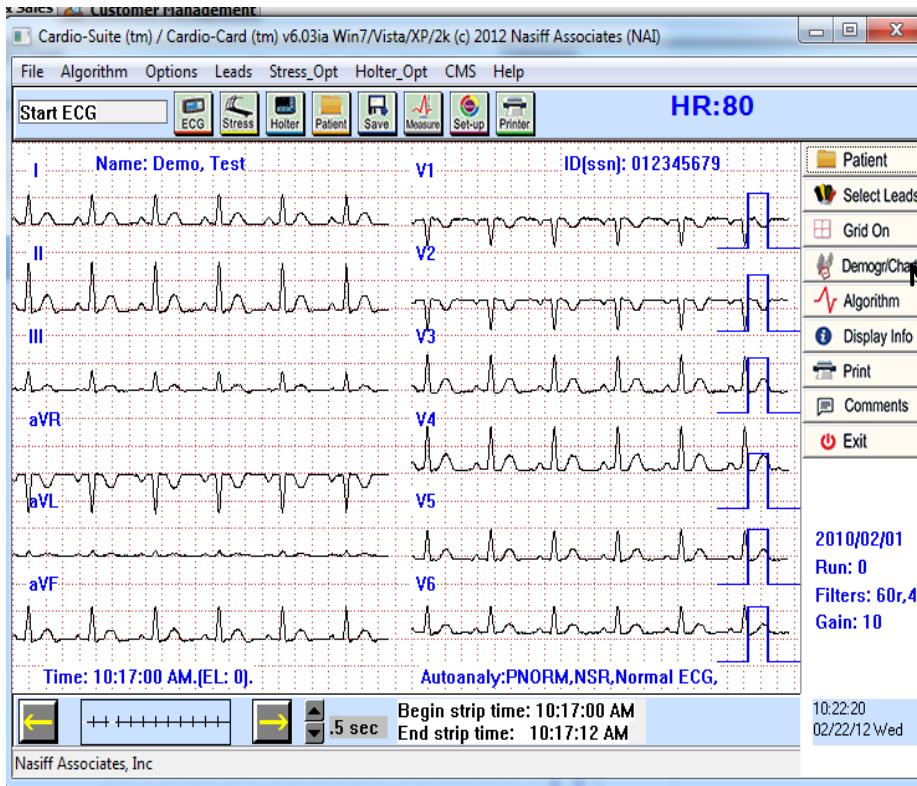 Sales Customer Management
Cardio-Suite (tm) / Cardio-Card (tm) v6.03ia Win7/Vista/XP/2k (c) 2012 Nasiff Associates (NAI)
File Algorithm Options Leads Stress_Opt Holter_Opt CMS Help
Start ECG
ECG Stress Holter Patient Save Measure Set-up Printer
HR:80
I Name: Demo, Test V1 ID(ssn): 012345679
II V2
III V3
aVR V4
aVL V5
aVF V6
Time: 10:17:00 AM.(EL: 0). Autoanaly:PNORM,NSR,Normal ECG,
Patient
Select Leads
Grid On
Demogr/Cha
Algorithm
Display Info
Print
Comments
Exit
2010/02/01
Run: 0
Filters: 60r,4
Gain: 10
.5 sec
Begin strip time: 10:17:00 AM
End strip time: 10:17:12 AM
10:22:20
02/22/12 Wed
Nasiff Associates, Inc